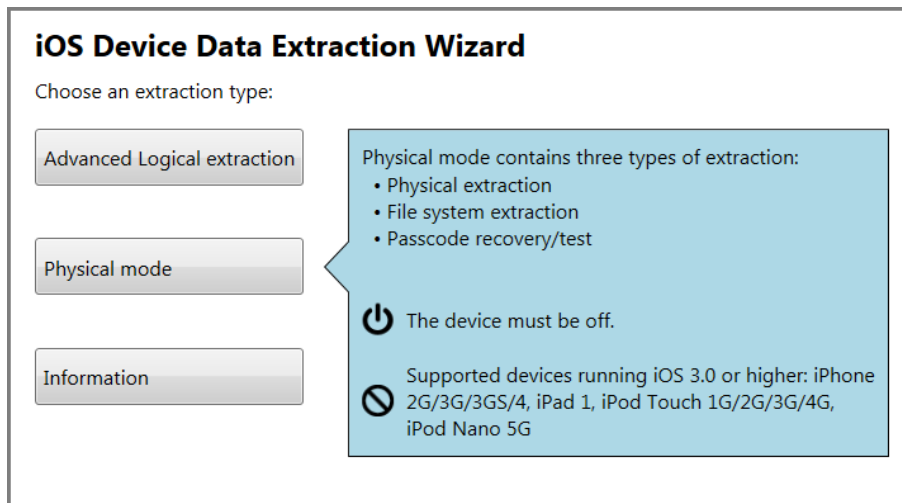 iOS Device Data Extraction Wizard
Choose an extraction type:
Advanced Logical extraction
Physical mode contains three types of extraction:
• Physical extraction
• File system extraction
• Passcode recovery/test
Physical mode
The device must be off.
Information
Supported devices running iOS 3.0 or higher: iPhone
2G/3G/3GS/4, iPad 1, iPod Touch 1G/2G/3G/4G,
iPod Nano 5G